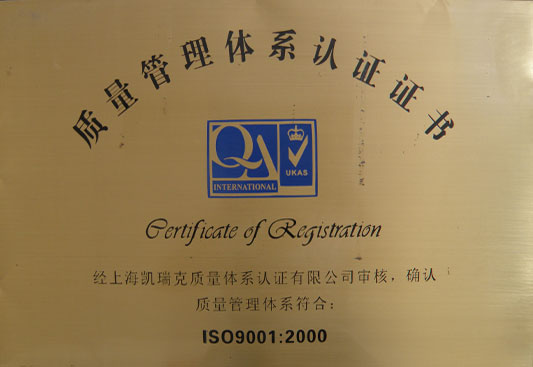 质量管理体系认证证书
QA
INTERNATIONAL
UKAS
Certificate of Registration
经上海凯瑞克质量体系认证有限公司审核，确认
质量管理体系符合：
ISO9001:2000